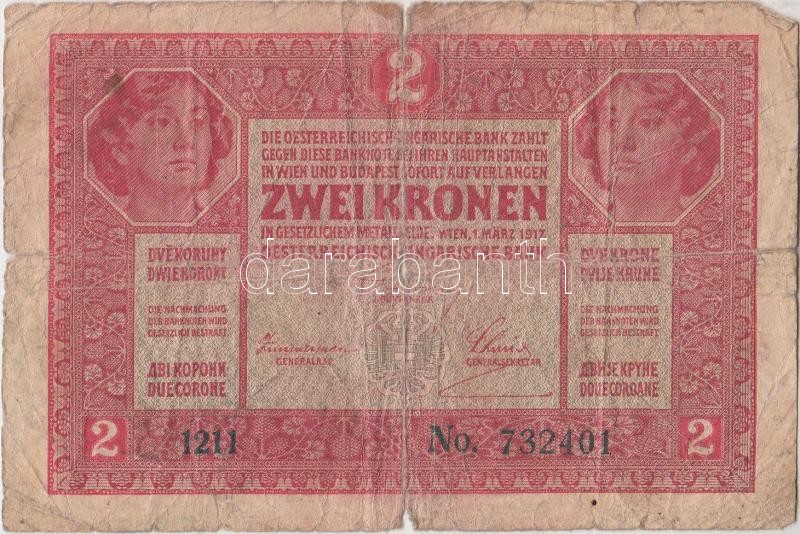 2
DIE OESTERREICHISCH-UNGARISCHE BANK ZAHLT
GEGEN DIESE BANKNOTE BEI IHREN HAUPTANSTALTEN
IN WIEN UND BUDAPEST SOFORT AUF VERLANGEN
ZWEI KRONEN
IN GESETZLICHEM METALLGELDE. WIEN, 1. MÄRZ 1917
OESTERREICHISCH-UNGARISCHE BANK
DVĚ KORUNY
DWIE KORONY
DIE NACHMACHUNG
DER BANKNOTEN WIRD
GESETZLICH BESTRAFT.
ДВІ КОРОНИ
DUE CORONE
darabanth
GOUVERNEUR
GENERALRAT
GENERALSEKRETÄR
DVE KRONE
DVIJE KRUNE
DIE NACHMACHUNG
DER BANKNOTEN WIRD
GESETZLICH BESTRAFT.
ДВИЈЕ КРУНЕ
DOUE COROANE
2
1211
No. 732401
2